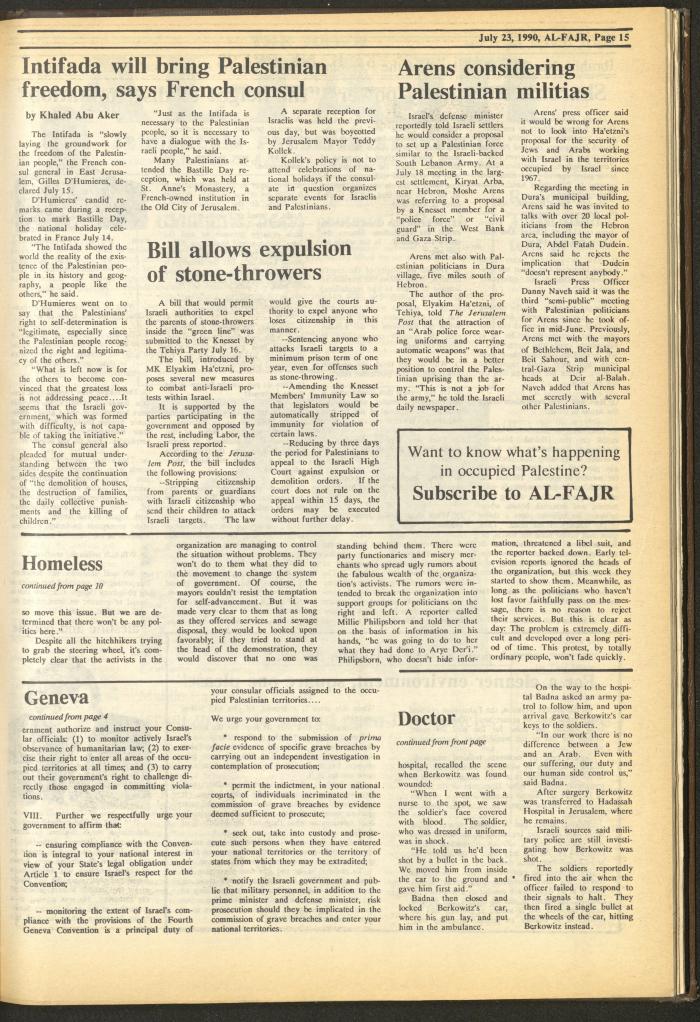 July 23, 1990, AL-FAJR, Page 15
Intifada will bring Palestinian
freedom, says French consul
by Khaled Abu Aker
The Intifada is "slowly
laying the groundwork for
the freedom of the Palestin-
ian people," the French con-
sul general in East Jerusa-
lem, Gilles D'Humieres, de-
clared July 15.
D'Humieres' candid re-
marks came during a recep-
tion to mark Bastille Day,
the national holiday cele-
brated in France July 14.
"The Intifada showed the
world the reality of the exis-
tence of the Palestinian peo-
ple in its history and geog-
raphy, a people like the
others," he said.
D'Humieres went on to
say that the Palestinians'
right to self-determination is
"legitimate, especially since
the Palestinian people recog-
nized the right and legitima-
cy of the others."
"What is left now is for
the others to become con-
vinced that the greatest loss
is not addressing peace....It
seems that the Israeli gov-
ernment, which was formed
with difficulty, is not capa-
ble of taking the initiative."
The consul general also
pleaded for mutual under-
standing between the two
sides despite the continuation
of "the demolition of houses,
the destruction of families,
the daily collective punish-
ments and the killing of
children."
"Just as the Intifada is
necessary to the Palestinian
people, so it is necessary to
have a dialogue with the Is-
raeli people," he said.
Many Palestinians at-
tended the Bastille Day re-
ception, which was held at
St. Anne's Monastery, a
French-owned institution in
the Old City of Jerusalem.
A separate reception for
Israelis was held the previ-
ous day, but was boycotted
by Jerusalem Mayor Teddy
Kollek.
Kollek's policy is not to
attend celebrations of na-
tional holidays if the consul-
ate in question organizes
separate events for Israelis
and Palestinians.
Bill allows expulsion
of stone-throwers
A bill that would permit
Israeli authorities to expel
the parents of stone-throwers
inside the "green line" was
submitted to the Knesset by
the Tehiya Party July 16.
The bill, introduced by
MK Elyakim Ha'etzni, pro-
poses several new measures
to combat anti-Israeli pro-
tests within Israel.
It is supported by the
parties participating in the
government and opposed by
the rest, including Labor, the
Israeli press reported.
According to the Jerusa-
lem Post, the bill includes
the following provisions:
--Stripping citizenship
from parents or guardians
with Israeli citizenship who
send their children to attack
Israeli targets. The law
would give the courts au-
thority to expel anyone who
loses citizenship in this
manner.
--Sentencing anyone who
attacks Israeli targets to a
minimum prison term of one
year, even for offenses such
as stone-throwing.
--Amending the Knesset
Members' Immunity Law so
that legislators would be
automatically stripped of
immunity for violation of
certain laws.
--Reducing by three days
the period for Palestinians to
appeal to the Israeli High
Court against expulsion or
demolition orders. If the
court does not rule on the
appeal within 15 days, the
orders may be executed
without further delay.
Arens considering
Palestinian militias
Israel's defense minister
reportedly told Israeli settlers
he would consider a proposal
to set up a Palestinian force
similar to the Israeli-backed
South Lebanon Army. At a
July 18 meeting in the larg-
est settlement, Kiryat Arba,
near Hebron, Moshe Arens
was referring to a proposal
by a Knesset member for a
"police force" or "civil
guard" in the West Bank
and Gaza Strip.
Arens met also with Pal-
estinian politicians in Dura
village, five miles south of
Hebron.
The author of the pro-
posal, Elyakim Ha'etzni, of
Tehiya, told The Jerusalem
Post that the attraction of
an "Arab police force wear-
ing uniforms and carrying
automatic weapons" was that
they would be in a better
position to control the Pales-
tinian uprising than the ar-
my. "This is not a job for
the army," he told the Israeli
daily newspaper.
Arens' press officer said
it would be wrong for Arens
not to look into Ha'etzni's
proposal for the security of
Jews and Arabs working
with Israel in the territories
occupied by Israel since
1967.
Regarding the meeting in
Dura's municipal building,
Arens said he was invited to
talks with over 20 local pol-
iticians from the Hebron
area, including the mayor of
Dura, Abdel Fatah Dudein.
Arens said he rejects the
implication that Dudein
"doesn't represent anybody."
Israeli Press Officer
Danny Naveh said it was the
third "semi-public" meeting
with Palestinian politicians
for Arens since he took of-
fice in mid-June. Previously,
Arens met with the mayors
of Bethlehem, Beit Jala, and
Beit Sahour, and with cen-
tral-Gaza Strip municipal
heads at Deir al-Balah.
Naveh added that Arens has
met secretly with several
other Palestinians.
Want to know what's happening
in occupied Palestine?
Subscribe to AL-FAJR
Homeless
continued from page 10
so move this issue. But we are de-
termined that there won't be any pol-
itics here."
Despite all the hitchhikers trying
to grab the steering wheel, it's com-
pletely clear that the activists in the
organization are managing to control
the situation without problems. They
won't do to them what they did to
the movement to change the system
of government. Of course, the
mayors couldn't resist the temptation
for self-advancement. But it was
made very clear to them that as long
as they offered services and sewage
disposal, they would be looked upon
favorably; if they tried to stand at
the head of the demonstration, they
would discover that no one was
standing behind them. There were
party functionaries and misery mer-
chants who spread ugly rumors about
the fabulous wealth of the organiza-
tion's activists. The rumors were in-
tended to break the organization into
support groups for politicians on the
right and left. A reporter called
Millie Philipsborn and told her that
on the basis of information in his
hands, "he was going to do to her
what they had done to Arye Der'i."
Philipsborn, who doesn't hide infor-
mation, threatened a libel suit, and
the reporter backed down. Early tel-
evision reports ignored the heads of
the organization, but this week they
started to show them. Meanwhile, as
long as the politicians who haven't
lost favor faithfully pass on the mes-
sage, there is no reason to reject
their services. But this is clear as
day: The problem is extremely diffi-
cult and developed over a long peri-
od of time. This protest, by totally
ordinary people, won't fade quickly.
Geneva
continued from page 4
ernment authorize and instruct your Consu-
lar officials: (1) to monitor actively Israel's
observance of humanitarian law; (2) to exer-
cise their right to enter all areas of the occu-
pied territories at all times; and (3) to carry
out their government's right to challenge di-
rectly those engaged in committing viola-
tions.
VIII. Further we respectfully urge your
government to affirm that:
-- ensuring compliance with the Conven-
tion is integral to your national interest in
view of your State's legal obligation under
Article 1 to ensure Israel's respect for the
Convention;
-- monitoring the extent of Israel's com-
pliance with the provisions of the Fourth
Geneva Convention is a principal duty of
your consular officials assigned to the occu-
pied Palestinian territories....
We urge your government to:
* respond to the submission of prima
facie evidence of specific grave breaches by
carrying out an independent investigation in
contemplation of prosecution;
* permit the indictment, in your national
courts, of individuals incriminated in the
commission of grave breaches by evidence
deemed sufficient to prosecute;
* seek out, take into custody and prose-
cute such persons when they have entered
your national territories or the territory of
states from which they may be extradited;
* notify the Israeli government and pub-
lic that military personnel, in addition to the
prime minister and defense minister, risk
prosecution should they be implicated in the
commission of grave breaches and enter your
national territories.
Doctor
continued from front page
hospital, recalled the scene
when Berkowitz was found
wounded:
"When I went with a
nurse to the spot, we saw
the soldier's face covered
with blood. The soldier,
who was dressed in uniform,
was in shock.
"He told us he'd been
shot by a bullet in the back.
We moved him from inside
the car to the ground and
gave him first aid."
Badna then closed and
locked Berkowitz's car,
where his gun lay, and put
him in the ambulance.
On the way to the hospi-
tal Badna asked an army pa-
trol to follow him, and upon
arrival gave Berkowitz's car
keys to the soldiers.
"In our work there is no
difference between a Jew
and an Arab. Even with
our suffering, our duty and
our human side control us,"
said Badna.
After surgery Berkowitz
was transferred to Hadassah
Hospital in Jerusalem, where
he remains.
Israeli sources said mili-
tary police are still investi-
gating how Berkowitz was
shot.
The soldiers reportedly
fired into the air when the
officer failed to respond to
their signals to halt. They
then fired a single bullet at
the wheels of the car, hitting
Berkowitz instead.